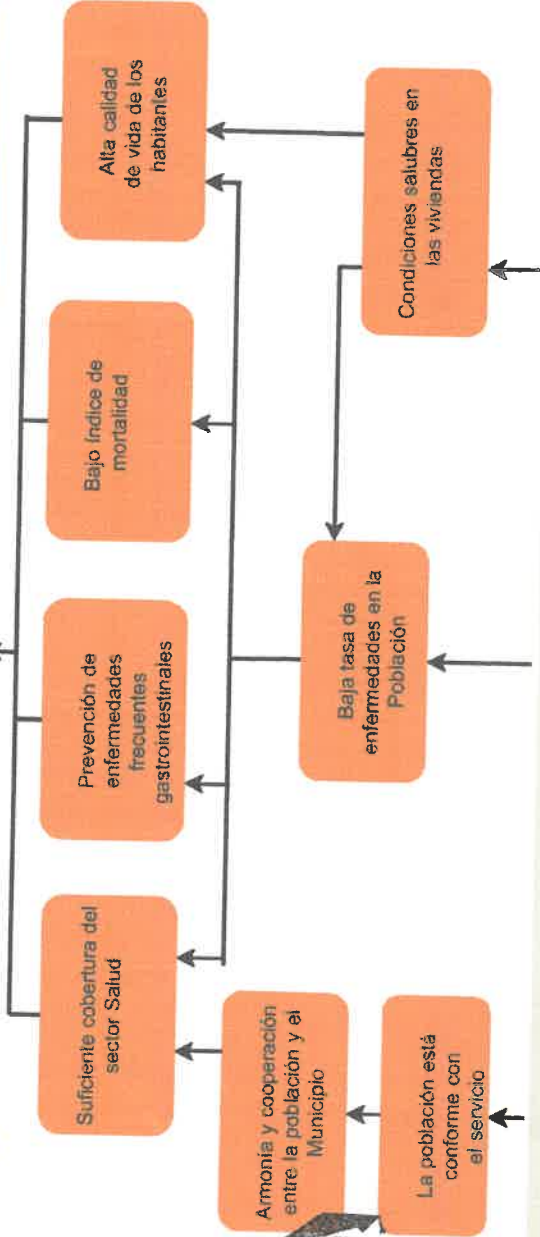 Suficiente cobertura del
sector Salud
Prevención de
enfermedades
frecuentes
gastrointestinales
Bajo índice de
mortalidad
Alta calidad
de vida de los
habitantes
Armonía y cooperación
entre la población y el
Municipio
Baja tasa de
enfermedades en la
Población
Condiciones salubres en
las viviendas
La población está
conforme con
el servicio